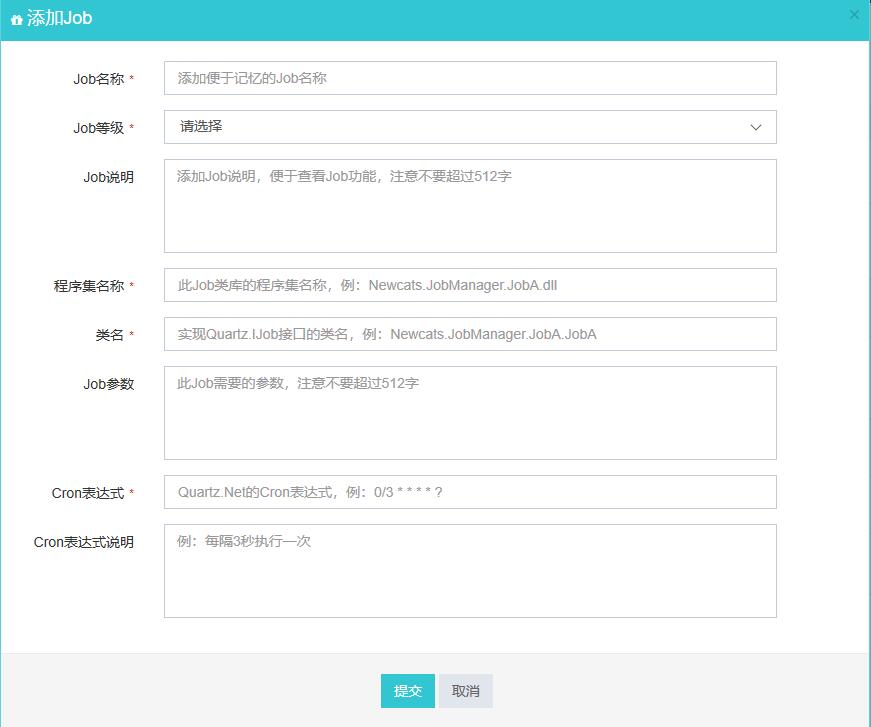 添加Job
Job名称 * 添加便于记忆的Job名称
Job等级 * 请选择
Job说明 添加Job说明，便于查看Job功能，注意不要超过512字
程序集名称 * 此Job类库的程序集名称，例：Newcats.JobManager.JobA.dll
类名 * 实现Quartz.IJob接口的类名，例：Newcats.JobManager.JobA.JobA
Job参数 此Job需要的参数，注意不要超过512字
Cron表达式 * Quartz.Net的Cron表达式，例：0/3 * * * * ?
Cron表达式说明 例：每隔3秒执行一次
提交 取消